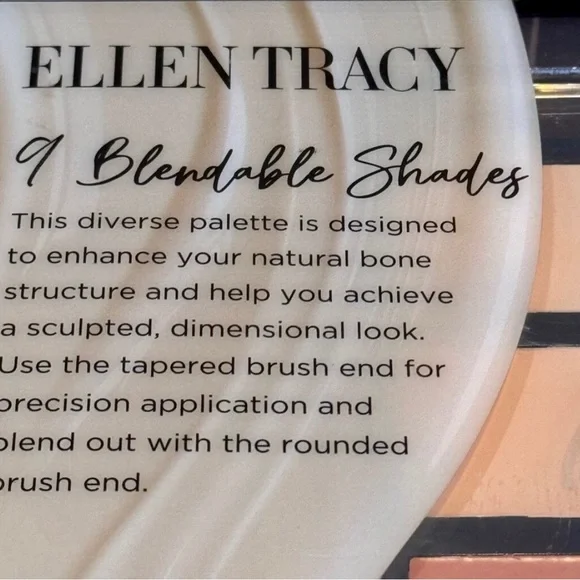 ELLEN TRACY
9 Blendable Shades
This diverse palette is designed
to enhance your natural bone
structure and help you achieve
a sculpted, dimensional look.
Use the tapered brush end for
precision application and
blend out with the rounded
brush end.